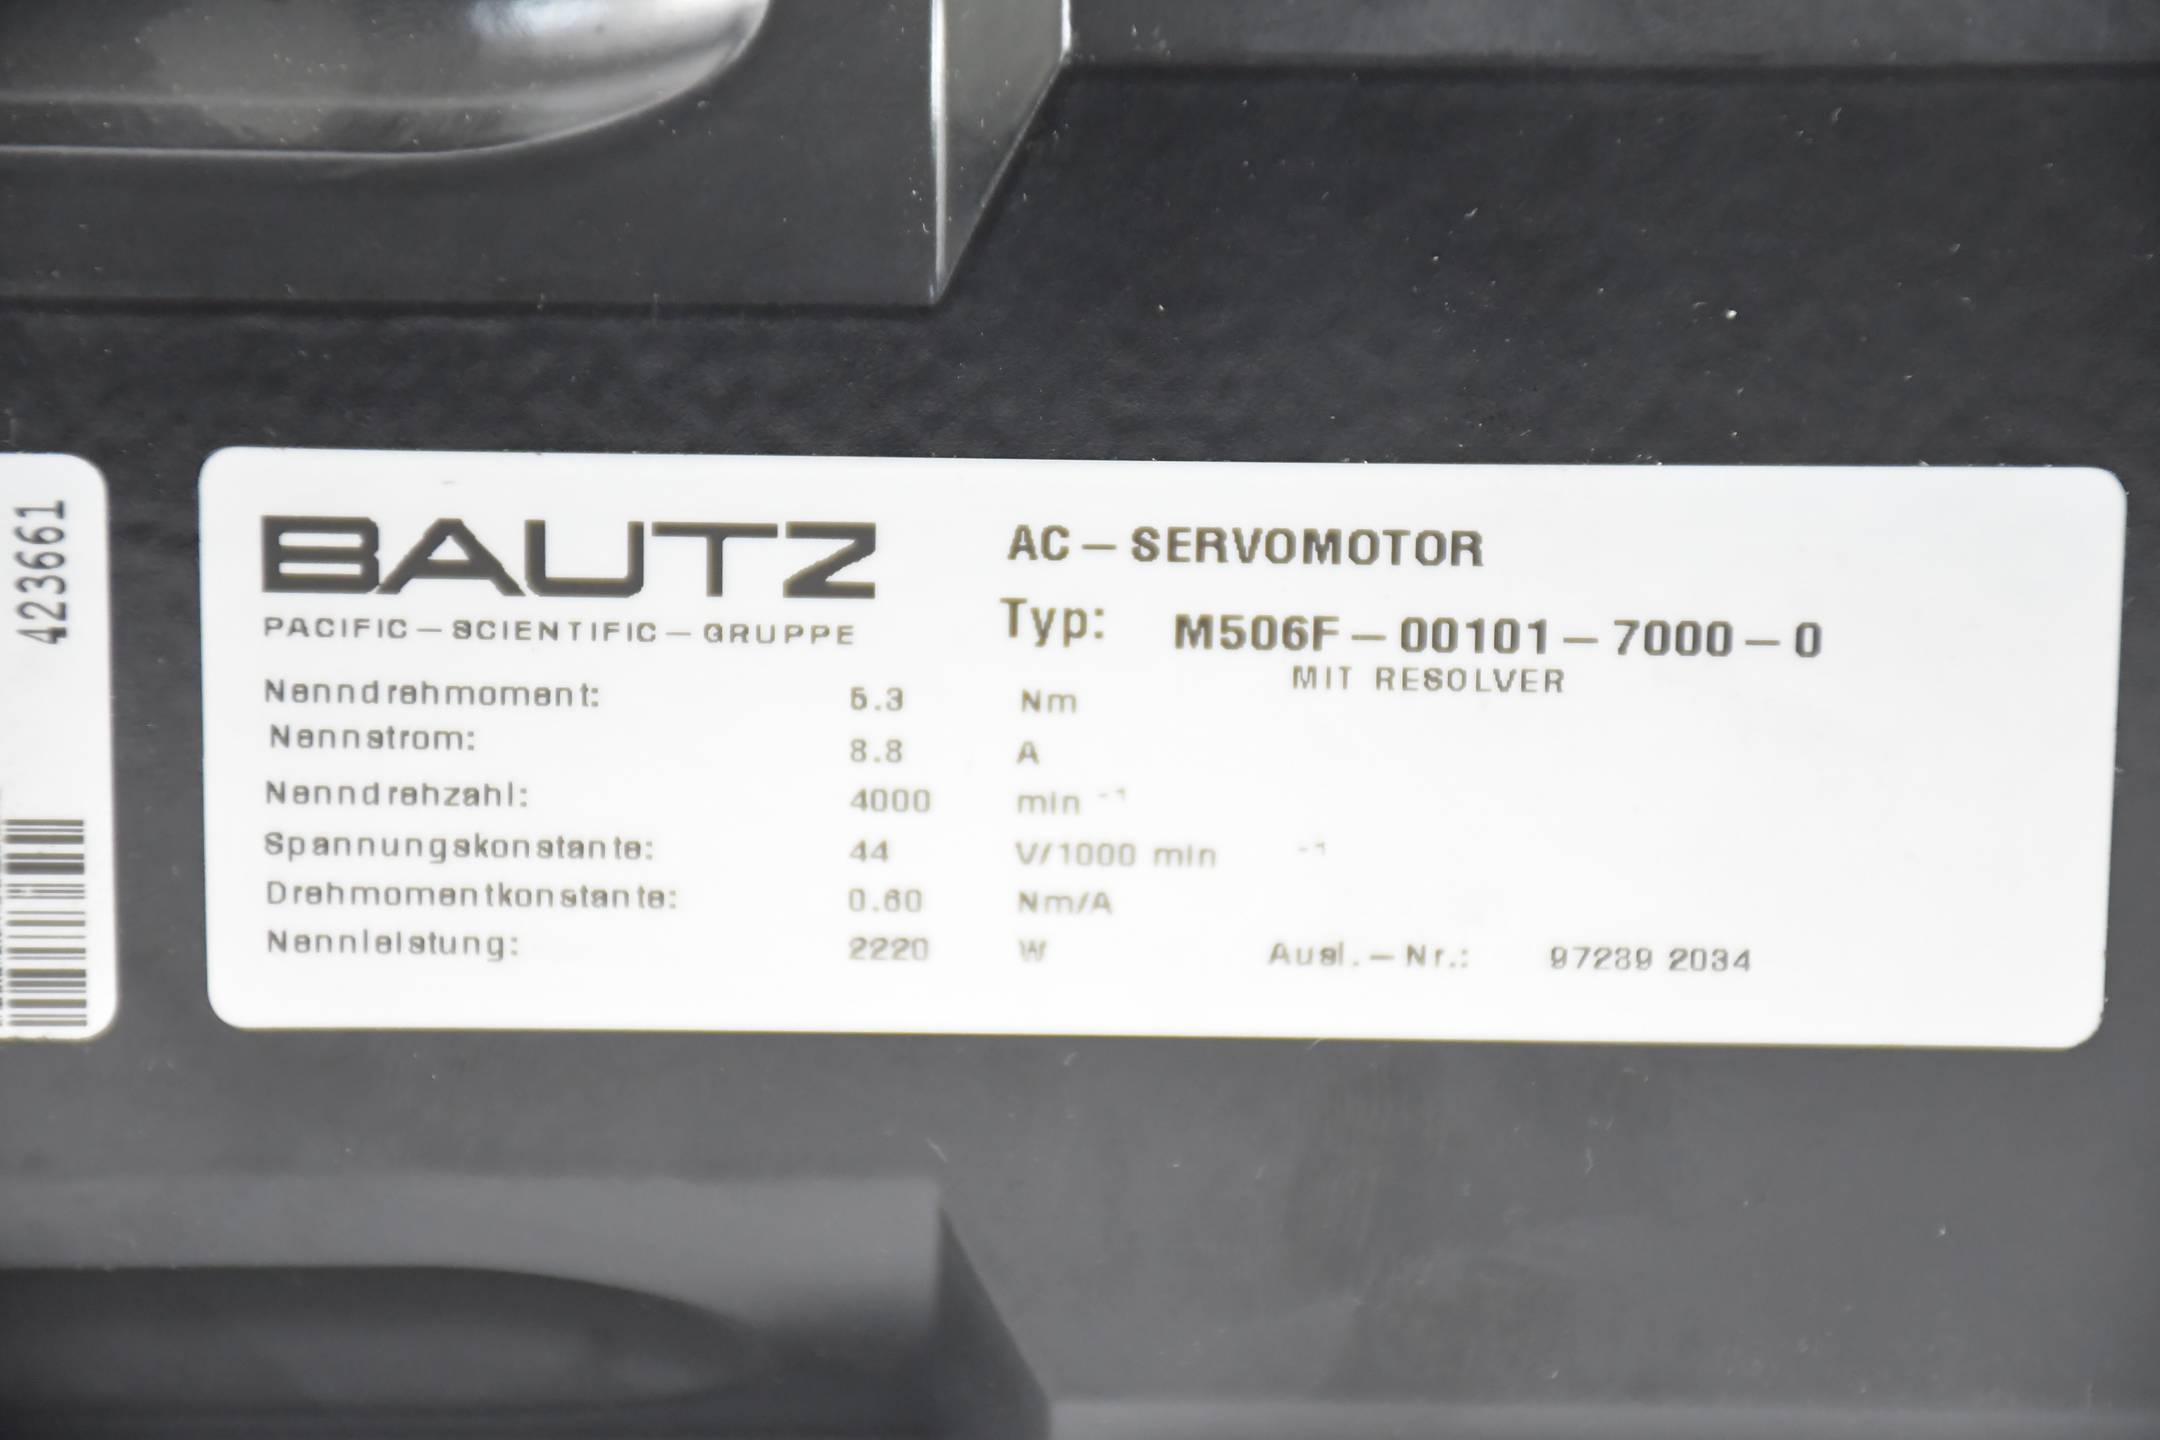 423661
BAUTZ
PACIFIC-SCIENTIFIC-GRUPPE
AC-SERVOMOTOR
Typ: M506F-00101-7000-0
MIT RESOLVER
Nenndrehmoment: 5.3 Nm
Nennstrom: 8.8 A
Nenndrehzahl: 4000 min ⁻¹
Spannungskonstante: 44 V/1000 min ⁻¹
Drehmomentkonstante: 0.60 Nm/A
Nennleistung: 2220 W Ausl.-Nr.: 97289 2034